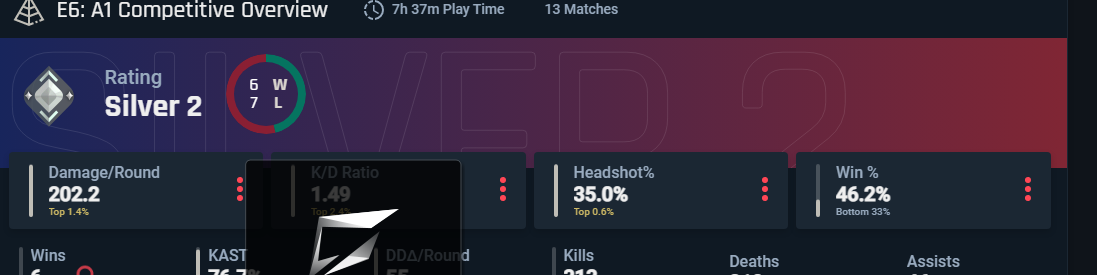 E6: A1 Competitive Overview
7h 37m Play Time
13 Matches
SILVER 2
Rating
Silver 2
6 W
7 L
Damage/Round
202.2
Top 1.4%
K/D Ratio
1.49
Headshot%
35.0%
Top 0.6%
Win %
46.2%
Bottom 33%
Wins
KAST
DDΔ/Round
Kills
Deaths
Assists